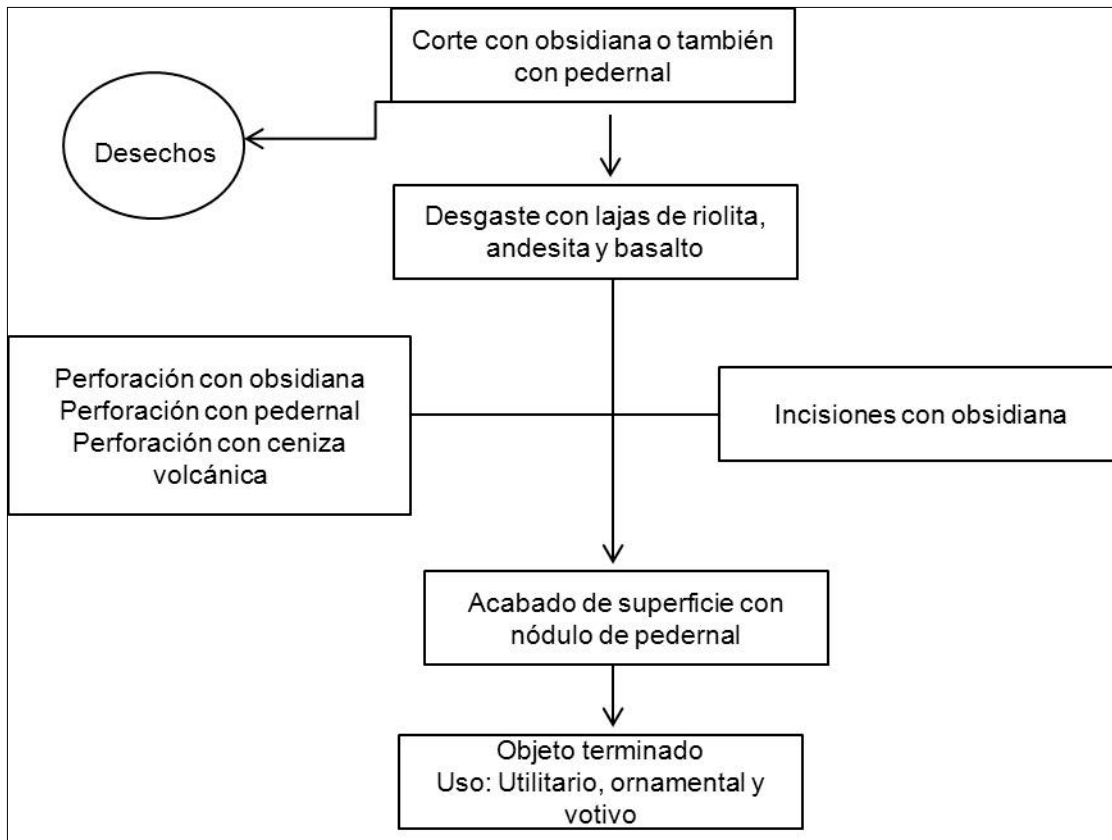 Corte con obsidiana o también
con pedernal
Desechos
Desgaste con lajas de riolita,
andesita y basalto
Perforación con obsidiana
Perforación con pedernal
Perforación con ceniza
volcánica
Incisiones con obsidiana
Acabado de superficie con
nódulo de pedernal
Objeto terminado
Uso: Utilitario, ornamental y
votivo